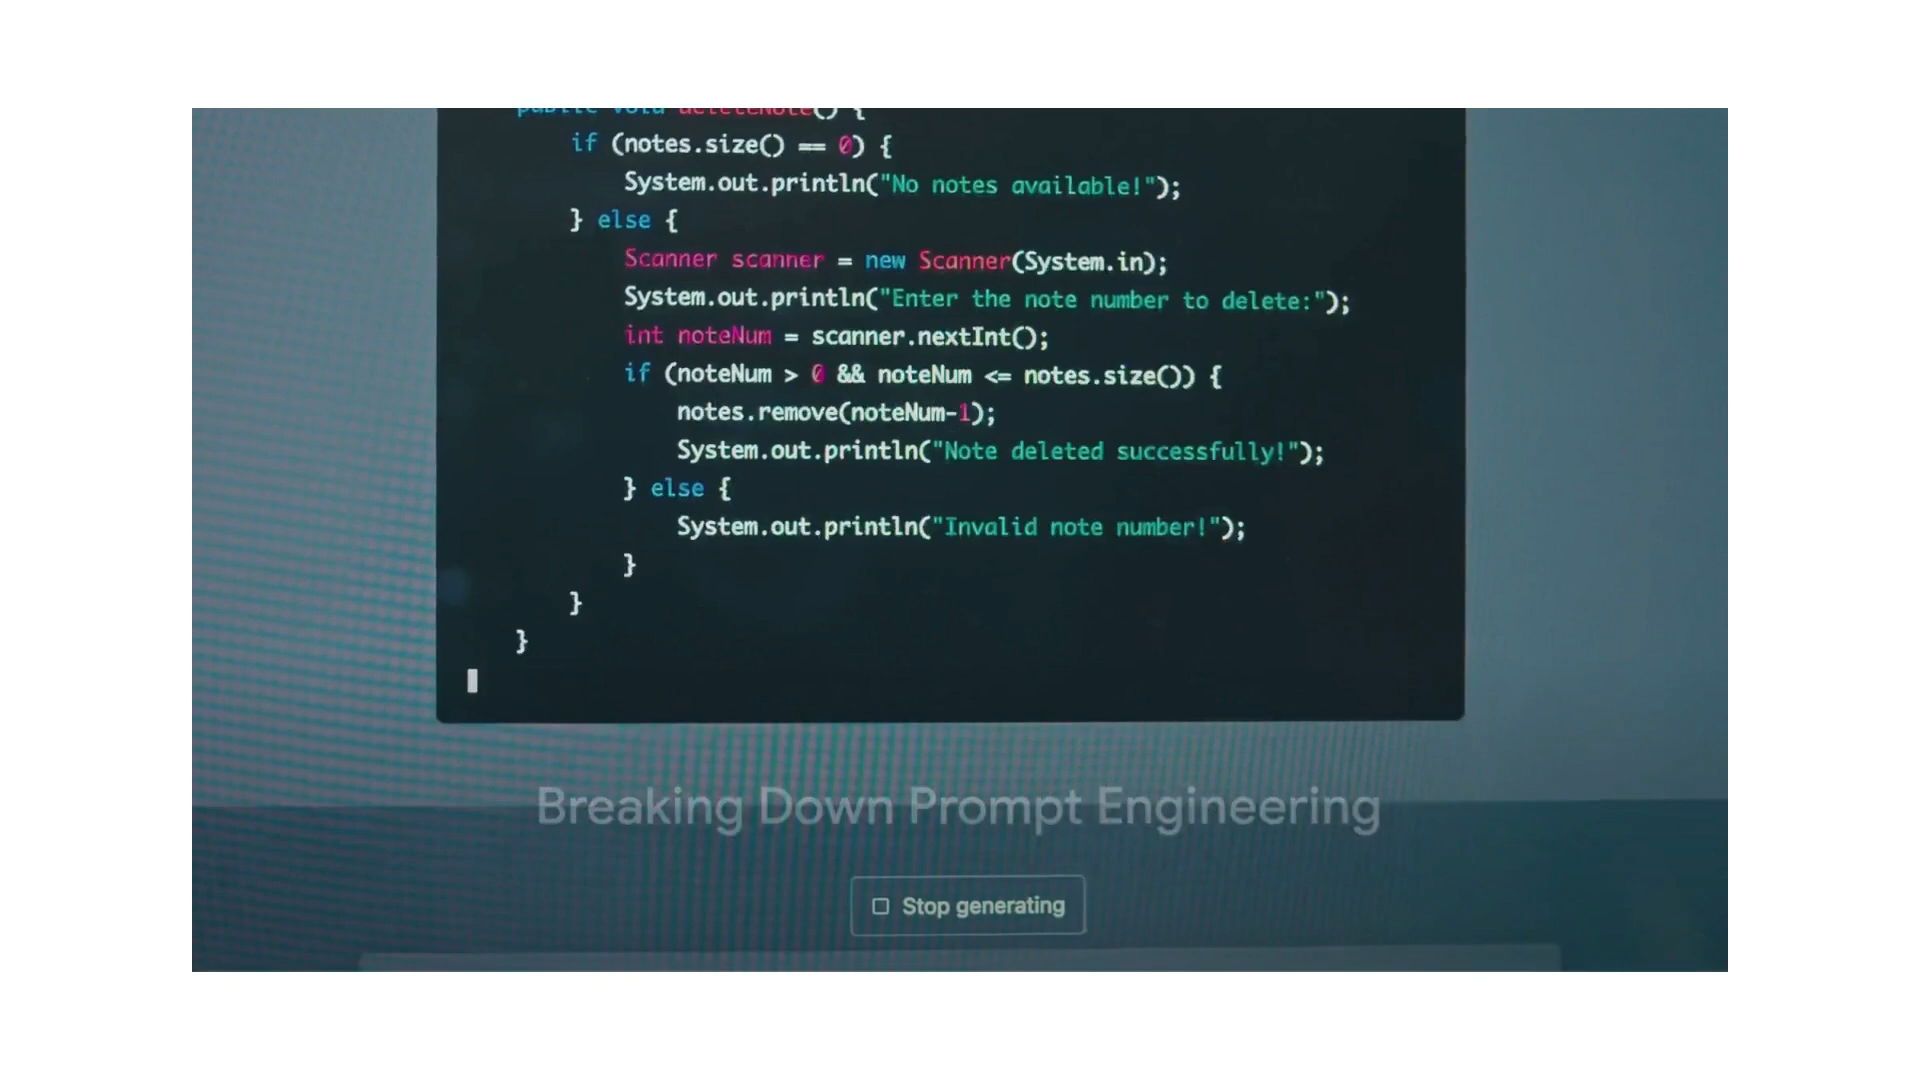 public void deleteNote() {
if (notes.size() == 0) {
System.out.println("No notes available!");
} else {
Scanner scanner = new Scanner(System.in);
System.out.println("Enter the note number to delete:");
int noteNum = scanner.nextInt();
if (noteNum > 0 && noteNum <= notes.size()) {
notes.remove(noteNum-1);
System.out.println("Note deleted successfully!");
} else {
System.out.println("Invalid note number!");
}
}
}
Breaking Down Prompt Engineering
Stop generating